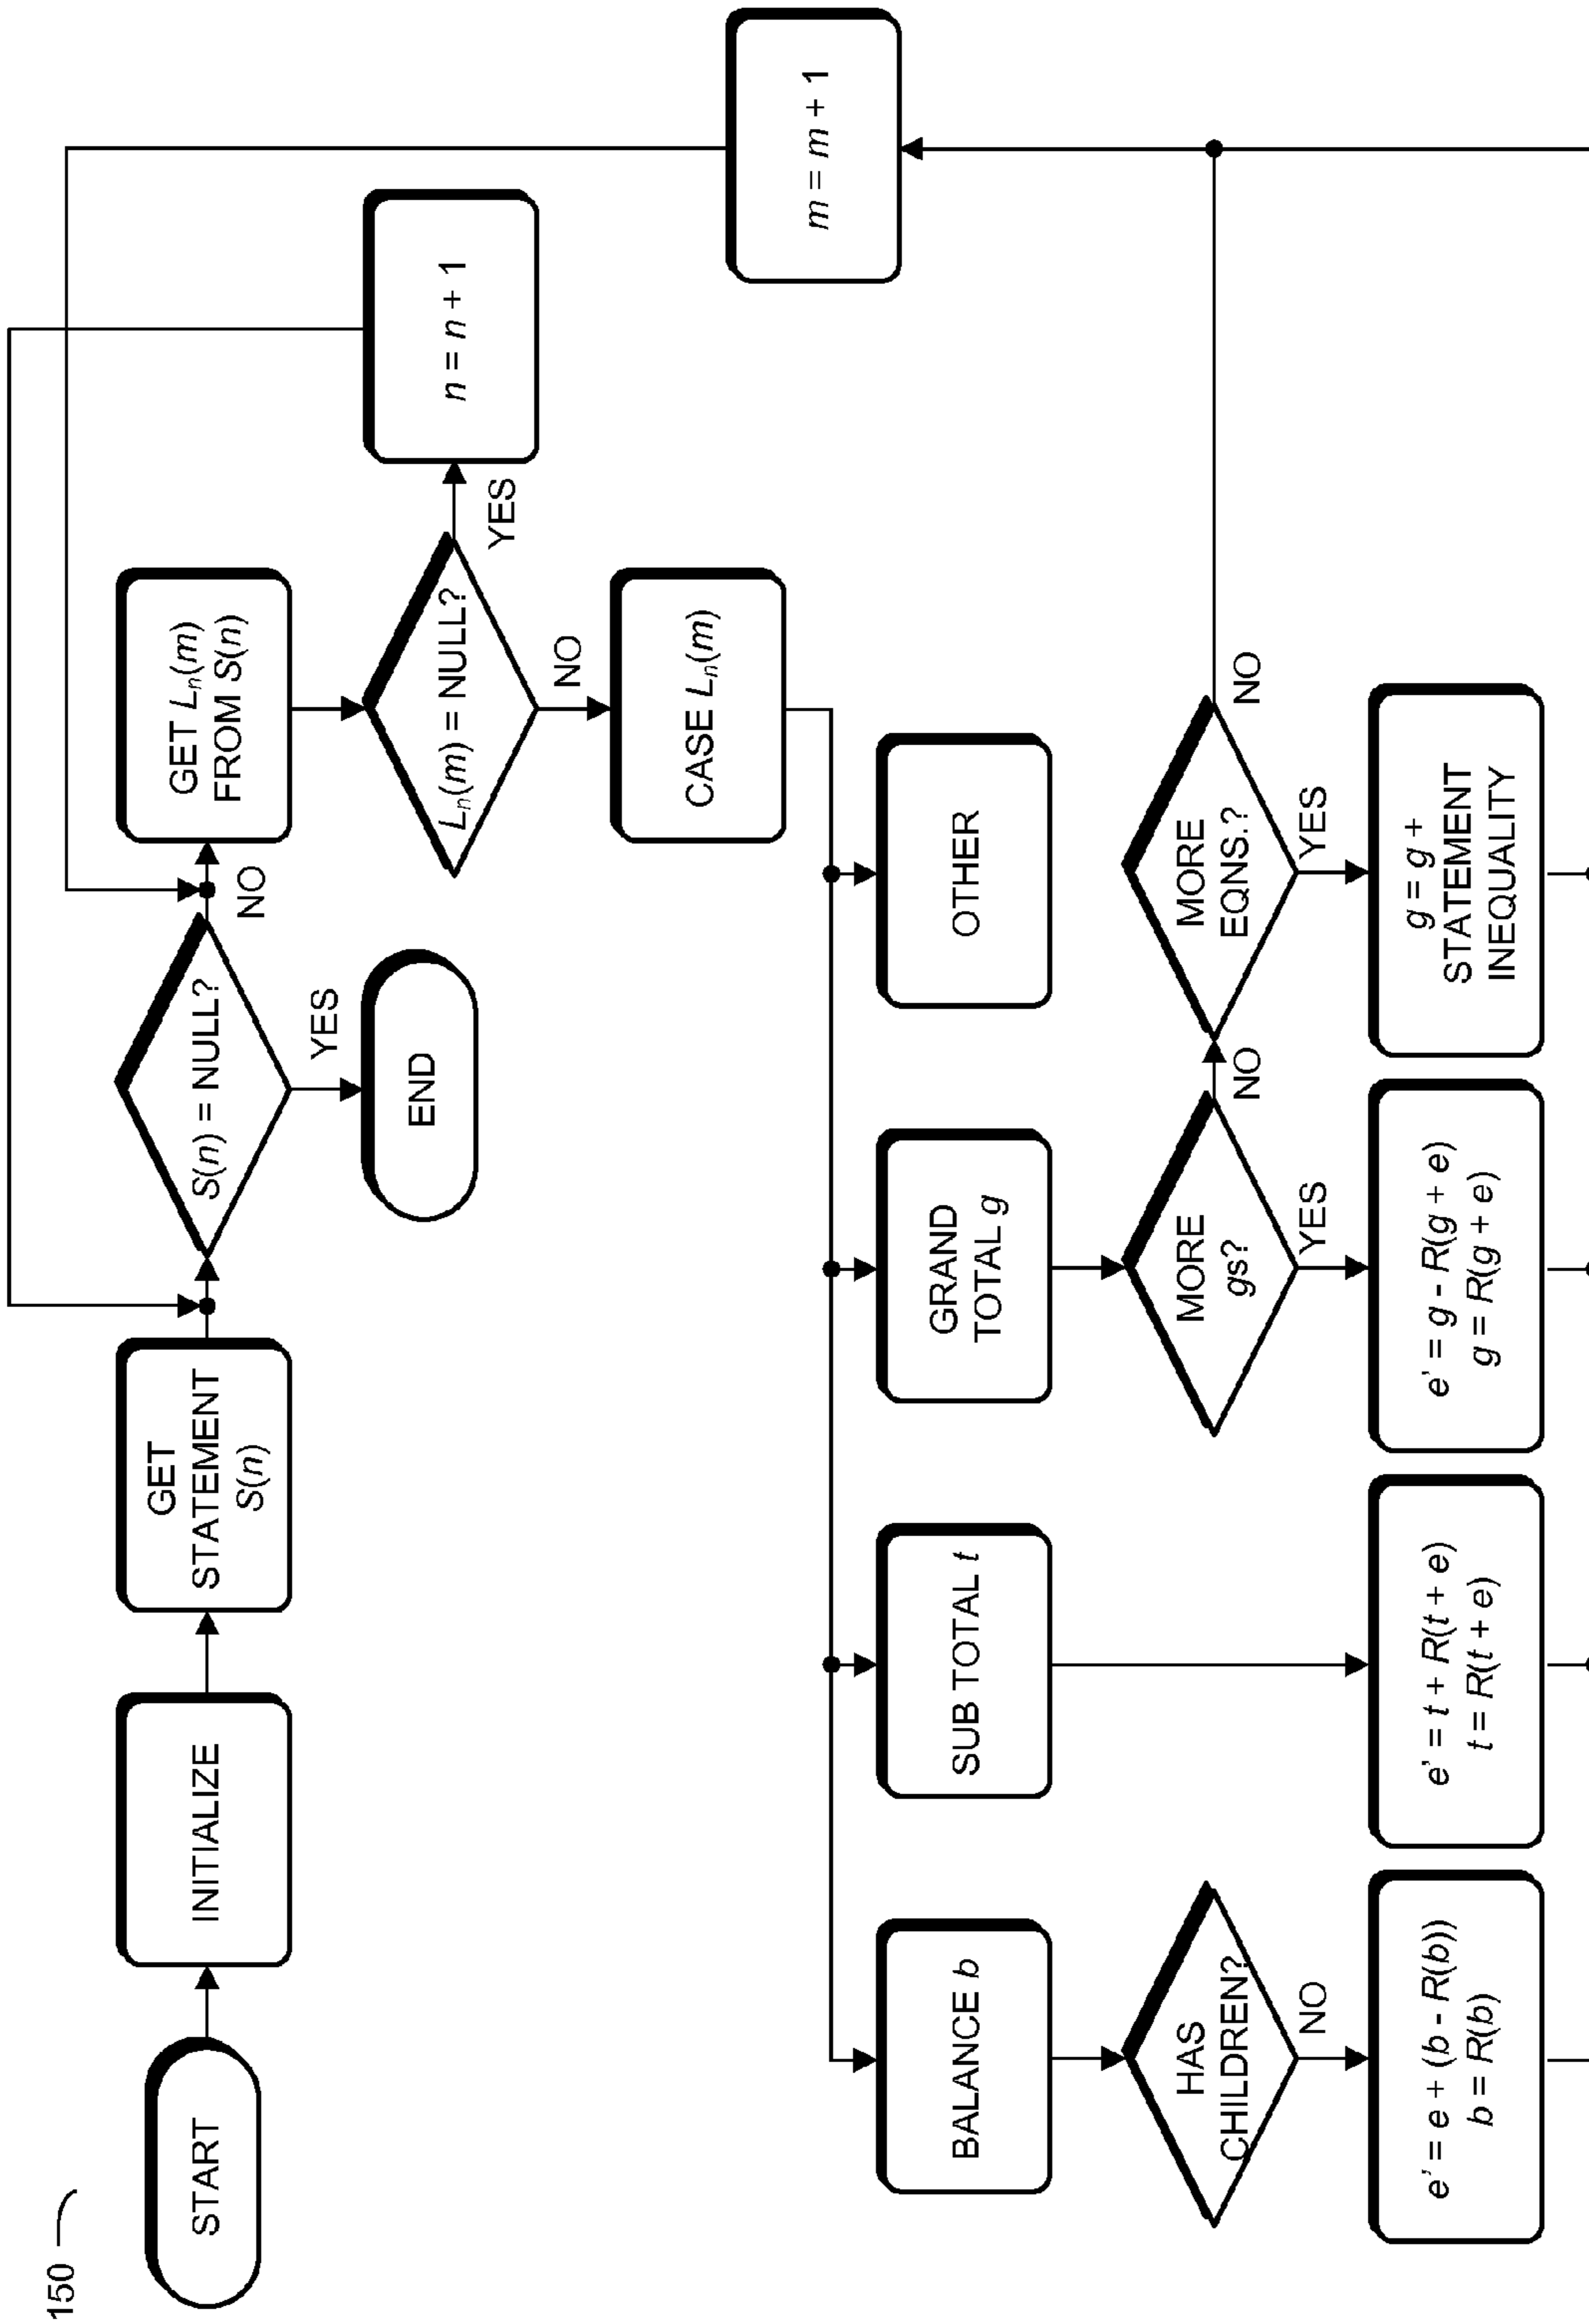 150
START
INITIALIZE
GET
STATEMENT
S(n)
S(n) = NULL?
NO
YES
END
GET Lₙ(m)
FROM S(n)
Lₙ(m) = NULL?
YES
n = n + 1
NO
CASE Lₙ(m)
m = m + 1
BALANCE b
SUB TOTAL t
GRAND
TOTAL g
OTHER
HAS
CHILDREN?
NO
MORE
gs?
NO
YES
MORE
EQNS.?
NO
YES
e' = e + (b - R(b))
b = R(b)
e' = t + R(t + e)
t = R(t + e)
e' = g - R(g + e)
g = R(g + e)
g = g +
STATEMENT
INEQUALITY